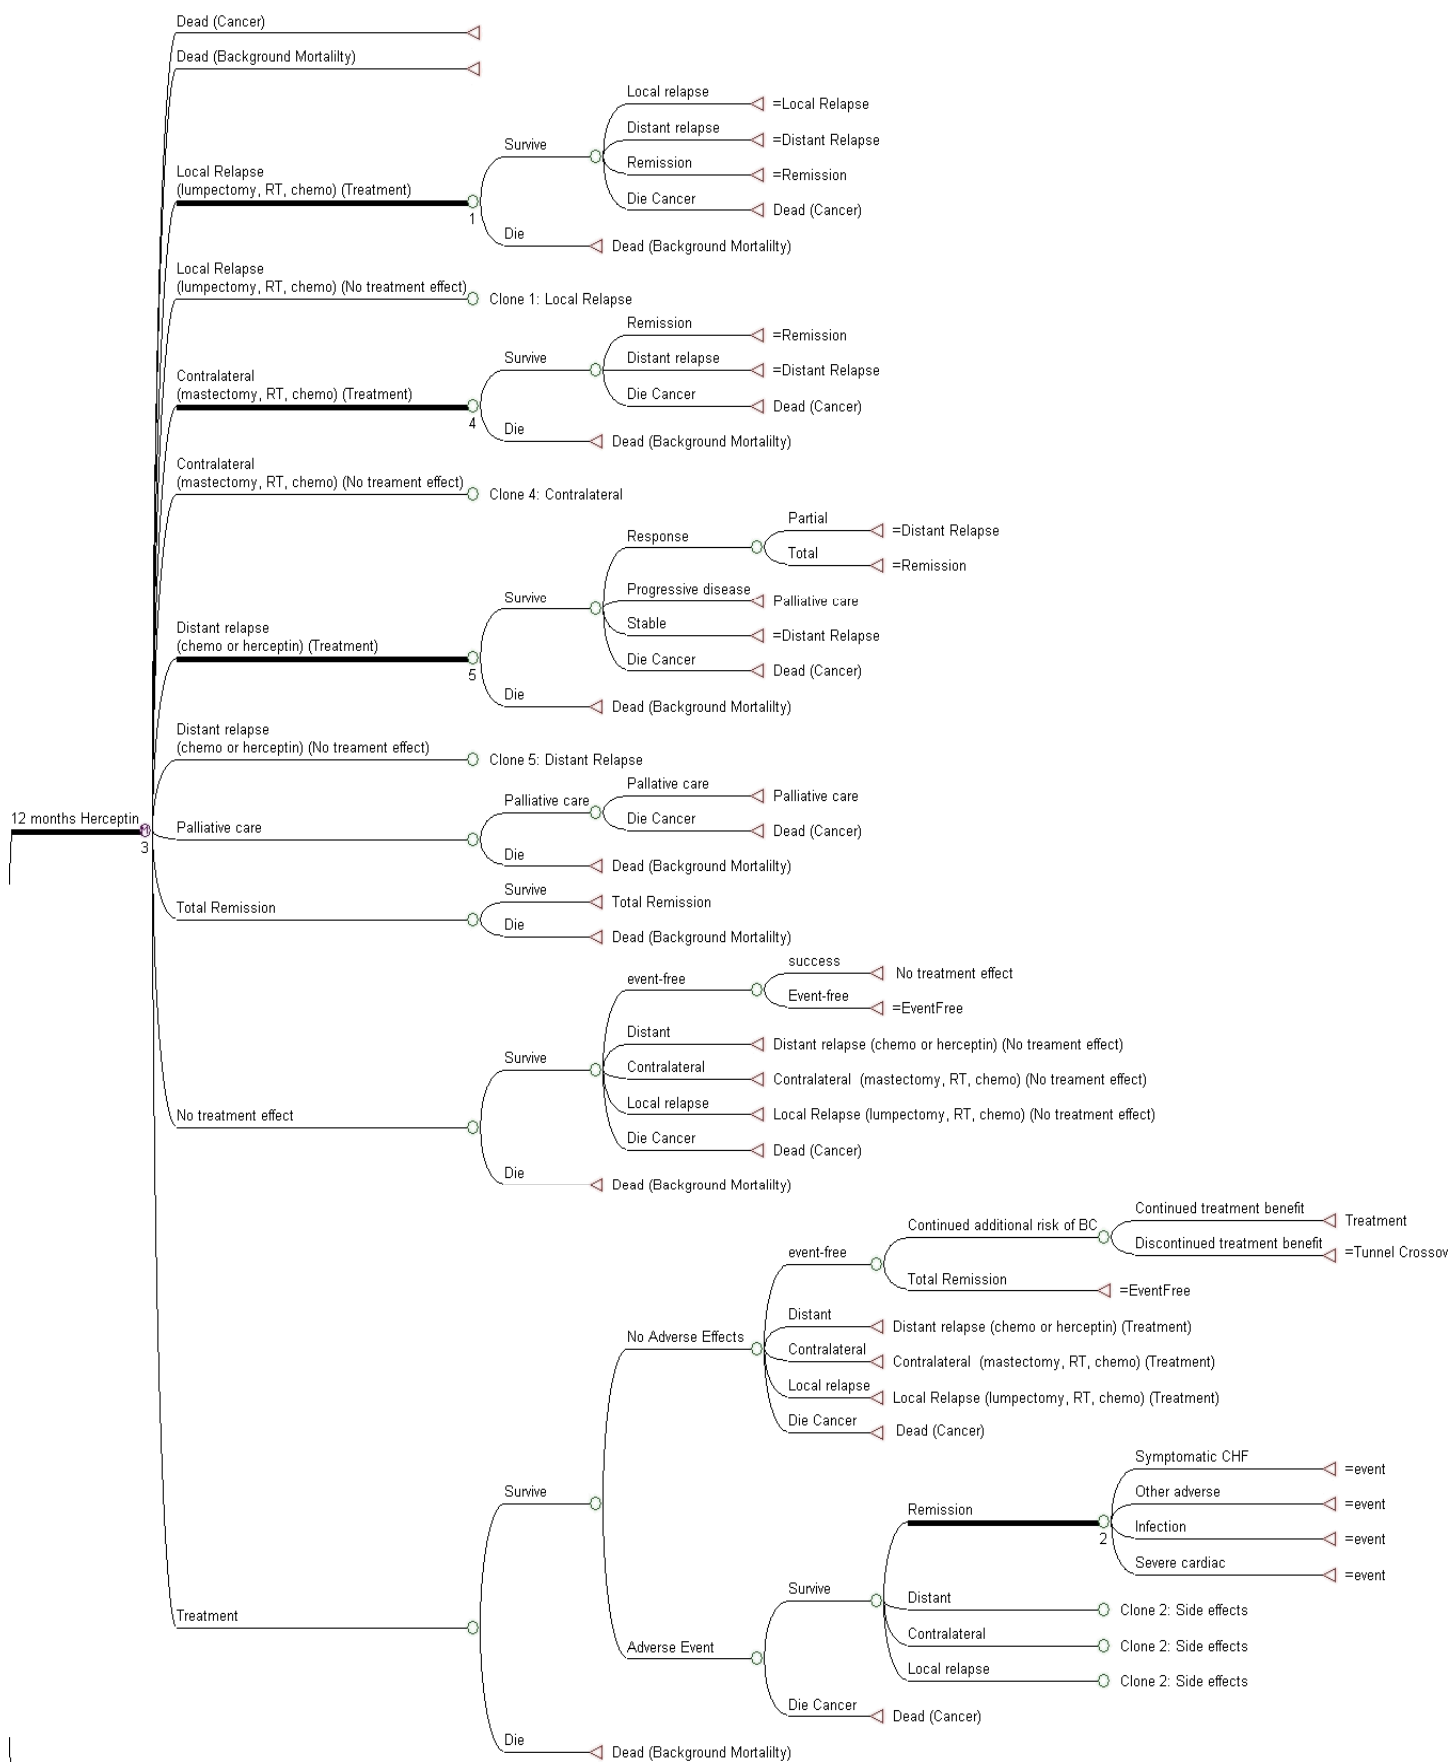 Dead (Cancer)
Dead (Background Mortalilty)
Local relapse
=Local Relapse
Distant relapse
=Distant Relapse
Survive
Remission
=Remission
Local Relapse
(lumpectomy, RT, chemo) (Treatment)
1
Die Cancer
Dead (Cancer)
Die
Dead (Background Mortalilty)
Local Relapse
(lumpectomy, RT, chemo) (No treatment effect)
Clone 1: Local Relapse
Remission
=Remission
Survive
Distant relapse
=Distant Relapse
Contralateral
(mastectomy, RT, chemo) (Treatment)
4
Die Cancer
Dead (Cancer)
Die
Dead (Background Mortalilty)
Contralateral
(mastectomy, RT, chemo) (No treament effect)
Clone 4: Contralateral
Partial
=Distant Relapse
Response
Total
=Remission
Survive
Progressive disease
Palliative care
Stable
=Distant Relapse
Distant relapse
(chemo or herceptin) (Treatment)
5
Die Cancer
Dead (Cancer)
Die
Dead (Background Mortalilty)
Distant relapse
(chemo or herceptin) (No treament effect)
Clone 5: Distant Relapse
12 months Herceptin
3
Palliative care
Palliative care
Pallative care
Palliative care
Die Cancer
Dead (Cancer)
Die
Dead (Background Mortalilty)
Total Remission
Survive
Total Remission
Die
Dead (Background Mortalilty)
success
No treatment effect
event-free
Event-free
=EventFree
Distant
Distant relapse (chemo or herceptin) (No treament effect)
Survive
Contralateral
Contralateral (mastectomy, RT, chemo) (No treament effect)
No treatment effect
Local relapse
Local Relapse (lumpectomy, RT, chemo) (No treatment effect)
Die Cancer
Dead (Cancer)
Die
Dead (Background Mortalilty)
Continued treatment benefit
Treatment
Continued additional risk of BC
Discontinued treatment benefit
=Tunnel Crossov
event-free
Total Remission
=EventFree
Distant
Distant relapse (chemo or herceptin) (Treatment)
No Adverse Effects
Contralateral
Contralateral (mastectomy, RT, chemo) (Treatment)
Local relapse
Local Relapse (lumpectomy, RT, chemo) (Treatment)
Die Cancer
Dead (Cancer)
Symptomatic CHF
=event
Survive
Other adverse
=event
Remission
2
Infection
=event
Severe cardiac
=event
Survive
Distant
Clone 2: Side effects
Treatment
Contralateral
Clone 2: Side effects
Adverse Event
Local relapse
Clone 2: Side effects
Die Cancer
Dead (Cancer)
Die
Dead (Background Mortalilty)